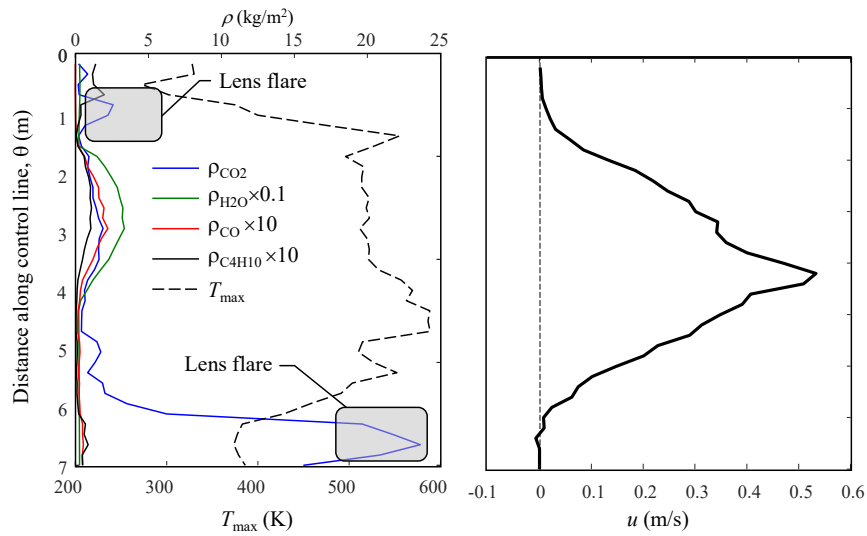 ρ (kg/m²)
0 5 10 15 20 25
0
1
2
3
4
5
6
7
Distance along control line, θ (m)
Lens flare
ρCO2
ρH2O×0.1
ρCO ×10
ρC4H10 ×10
Tmax
Lens flare
200 300 400 500 600
Tmax (K)
-0.1 0 0.1 0.2 0.3 0.4 0.5 0.6
u (m/s)